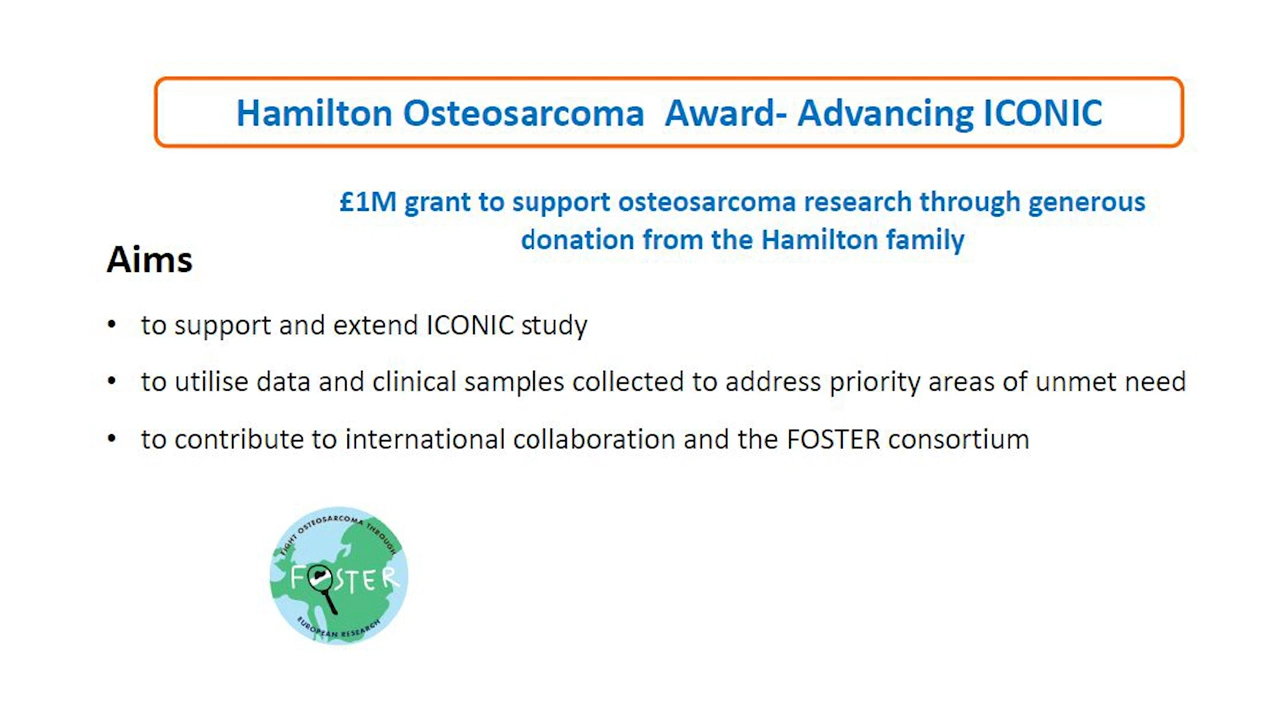 Hamilton Osteosarcoma Award- Advancing ICONIC
£1M grant to support osteosarcoma research through generous
donation from the Hamilton family
Aims
• to support and extend ICONIC study
• to utilise data and clinical samples collected to address priority areas of unmet need
• to contribute to international collaboration and the FOSTER consortium
FIGHT OSTEOSARCOMA THROUGH
FOSTER
EUROPEAN RESEARCH